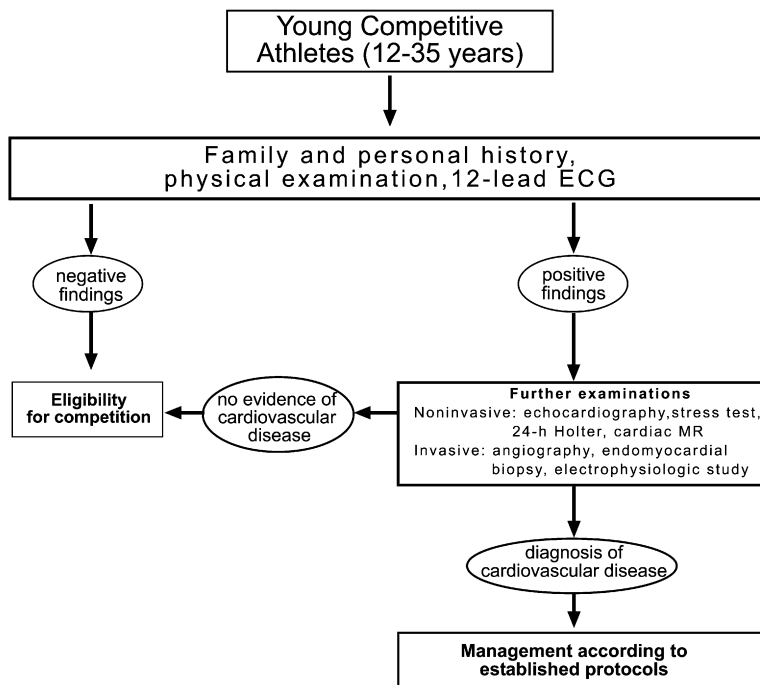 Young Competitive
Athletes (12-35 years)
Family and personal history,
physical examination,12-lead ECG
negative
findings
positive
findings
Eligibility
for competition
no evidence of
cardiovascular
disease
Further examinations
Noninvasive: echocardiography,stress test,
24-h Holter, cardiac MR
Invasive: angiography, endomyocardial
biopsy, electrophysiologic study
diagnosis of
cardiovascular disease
Management according to
established protocols